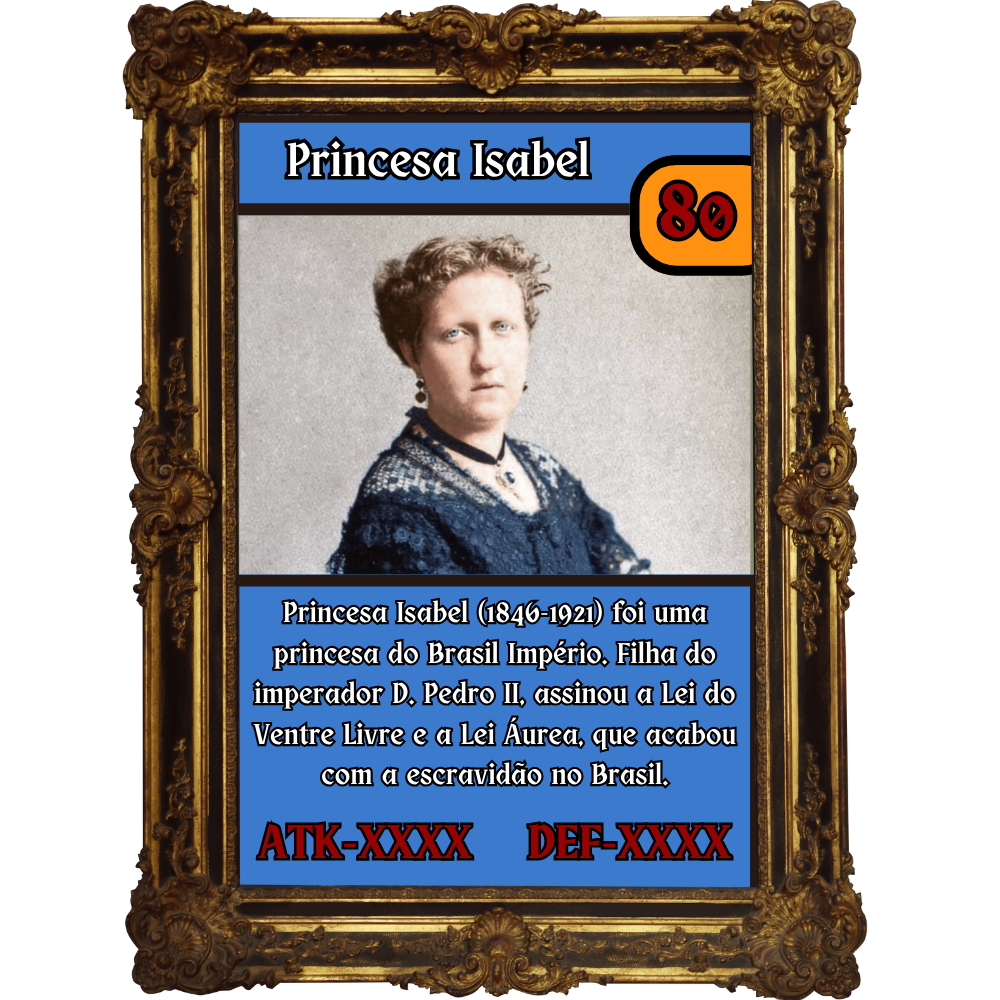 Princesa Isabel
80
Princesa Isabel (1846-1921) foi uma
princesa do Brasil Império. Filha do
imperador D. Pedro II, assinou a Lei do
Ventre Livre e a Lei Áurea, que acabou
com a escravidão no Brasil.
ATK-XXXX DEF-XXXX